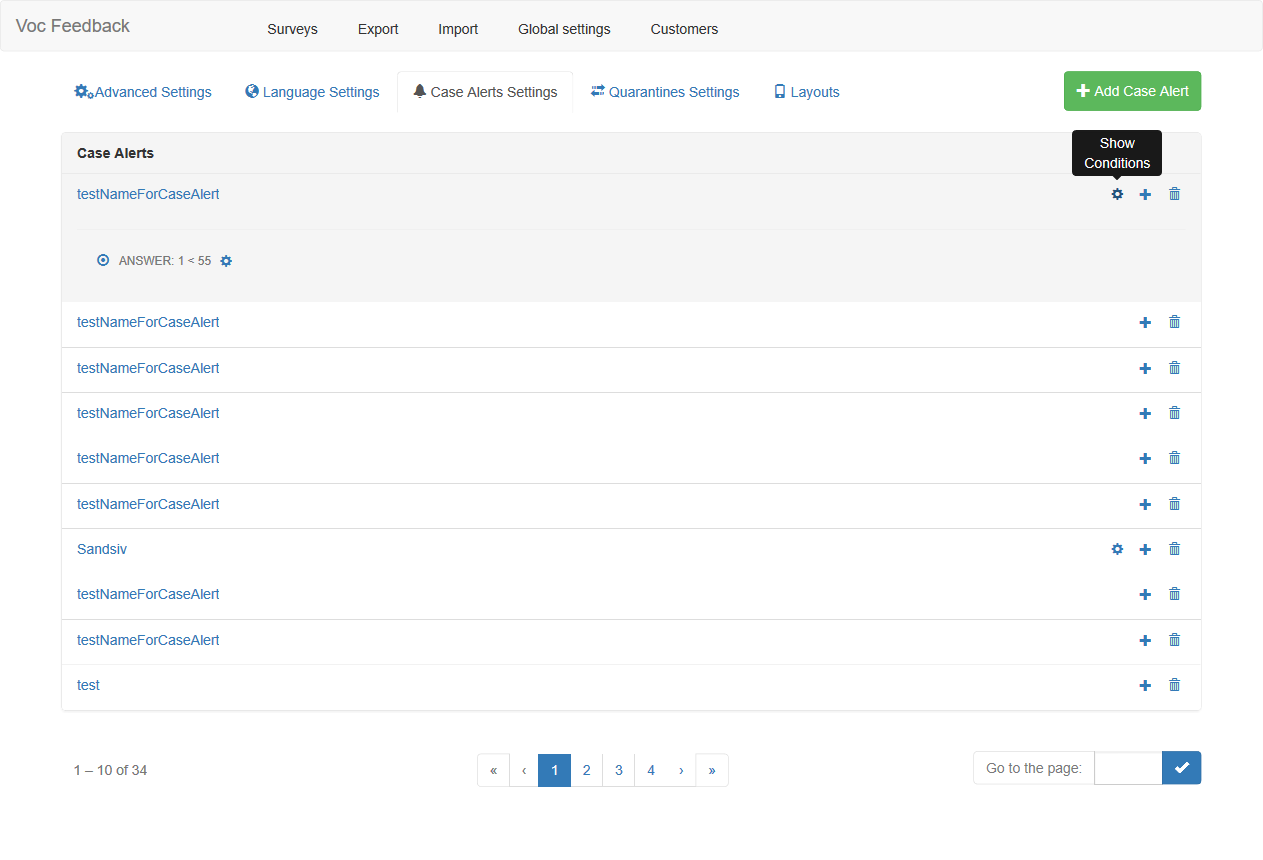 Voc Feedback Surveys Export Import Global settings Customers
Advanced Settings Language Settings Case Alerts Settings Quarantines Settings Layouts Add Case Alert
Case Alerts
Show
Conditions
testNameForCaseAlert
ANSWER: 1 < 55
testNameForCaseAlert
testNameForCaseAlert
testNameForCaseAlert
testNameForCaseAlert
testNameForCaseAlert
Sandsiv
testNameForCaseAlert
testNameForCaseAlert
test
1 – 10 of 34 « ‹ 1 2 3 4 › » Go to the page: